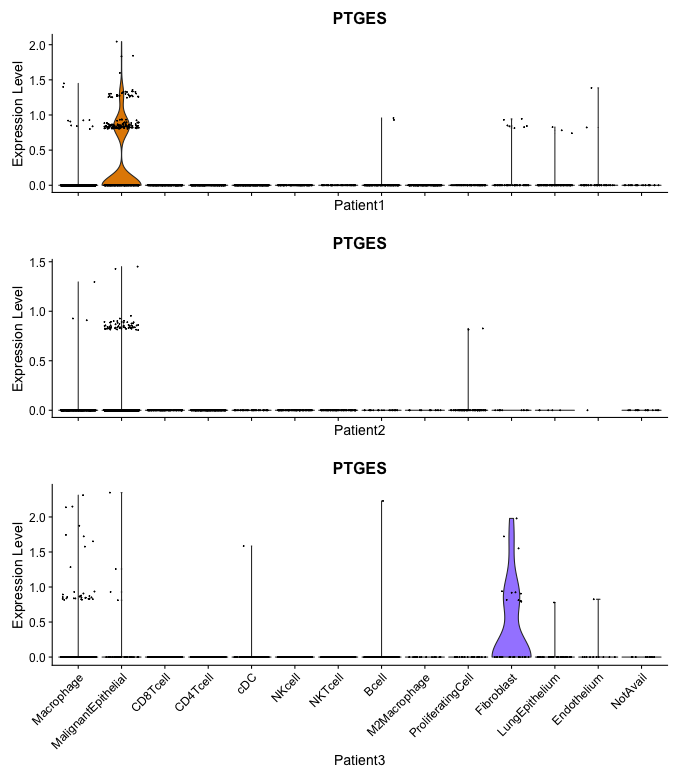 PTGES
Expression Level
2.0
1.5
1.0
0.5
0.0
Patient1
PTGES
Expression Level
1.5
1.0
0.5
0.0
Patient2
PTGES
Expression Level
2.0
1.5
1.0
0.5
0.0
Macrophage
MalignantEpithelial
CD8Tcell
CD4Tcell
cDC
NKcell
NKTcell
Bcell
M2Macrophage
ProliferatingCell
Fibroblast
LungEpithelium
Endothelium
NotAvail
Patient3